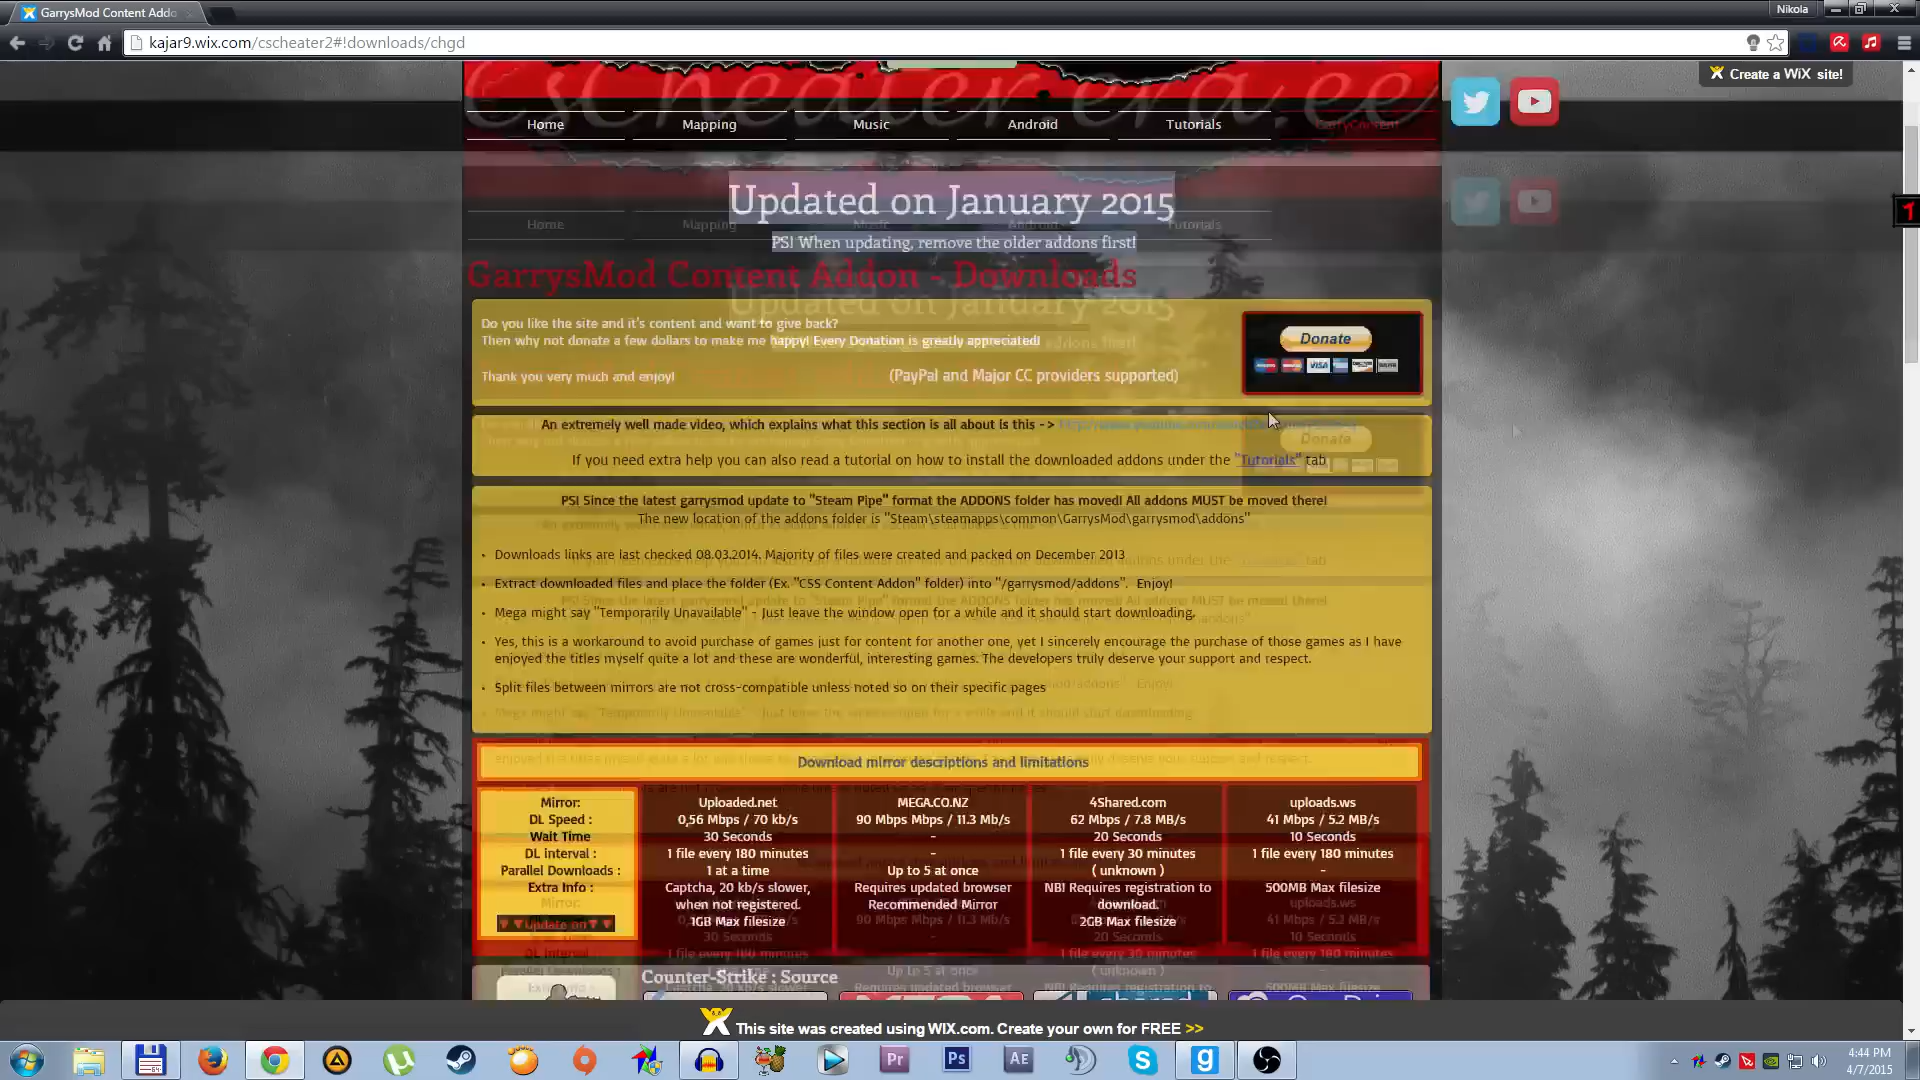 GarrysMod Content Addo
Nikola
kajar9.wix.com/cscheater2#!downloads/chgd
Create a WiX site!
cscheater.era.ee
Home
Mapping
Music
Android
Tutorials
GarryContent
Updated on January 2015
PS! When updating, remove the older addons first!
GarrysMod Content Addon - Downloads
Do you like the site and it's content and want to give back?
Then why not donate a few dollars to make me happy! Every Donation is greatly appreciated!
Thank you very much and enjoy!
(PayPal and Major CC providers supported)
Donate
VISA
An extremely well made video, which explains what this section is all about is this ->
If you need extra help you can also read a tutorial on how to install the downloaded addons under the "Tutorials" tab
PS! Since the latest garrysmod update to "Steam Pipe" format the ADDONS folder has moved! All addons MUST be moved there!
The new location of the addons folder is "Steam\steamapps\common\GarrysMod\garrysmod\addons"
• Downloads links are last checked 08.03.2014. Majority of files were created and packed on December 2013
• Extract downloaded files and place the folder (Ex. "CSS Content Addon" folder) into "/garrysmod/addons".  Enjoy!
• Mega might say "Temporarily Unavailable" - Just leave the window open for a while and it should start downloading.
• Yes, this is a workaround to avoid purchase of games just for content for another one, yet I sincerely encourage the purchase of those games as I have
enjoyed the titles myself quite a lot and these are wonderful, interesting games. The developers truly deserve your support and respect.
• Split files between mirrors are not cross-compatible unless noted so on their specific pages
Download mirror descriptions and limitations
Mirror: Uploaded.net MEGA.CO.NZ 4Shared.com uploads.ws
DL Speed : 0,56 Mbps / 70 kb/s 90 Mbps Mbps / 11.3 Mb/s 62 Mbps / 7.8 MB/s 41 Mbps / 5.2 MB/s
Wait Time 30 Seconds - 20 Seconds 10 Seconds
DL interval : 1 file every 180 minutes - 1 file every 30 minutes 1 file every 180 minutes
Parallel Downloads : 1 at a time Up to 5 at once ( unknown ) -
Extra Info : Captcha, 20 kb/s slower, Requires updated browser NB! Requires registration to 500MB Max filesize
when not registered. Recommended Mirror download.
1GB Max filesize 2GB Max filesize
Update on
Counter-Strike : Source
This site was created using WIX.com. Create your own for FREE >>
1
Pr
Ps
AE
4:44 PM
4/7/2015